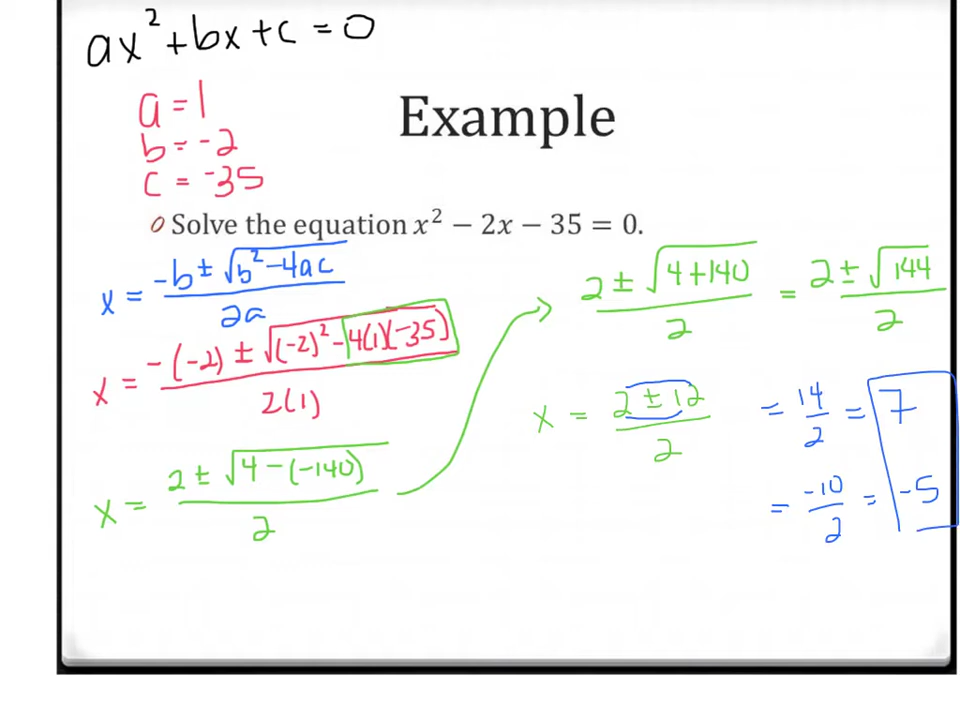 ax² + bx + c = 0
a = 1
b = -2
c = -35
Example
Solve the equation x² − 2x − 35 = 0.
x = (-b ± √(b² - 4ac)) / 2a
x = (-(-2) ± √((-2)² - 4(1)(-35))) / 2(1)
x = (2 ± √(4 - (-140))) / 2
(2 ± √(4 + 140)) / 2 = (2 ± √144) / 2
x = (2 ± 12) / 2
= 14/2 = 7
= -10/2 = -5